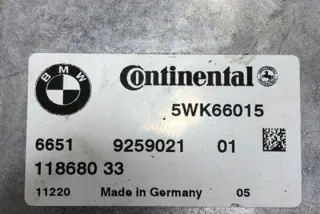 BMW Continental
5WK66015
6651 9259021 01
118680 33
11220 Made in Germany 05